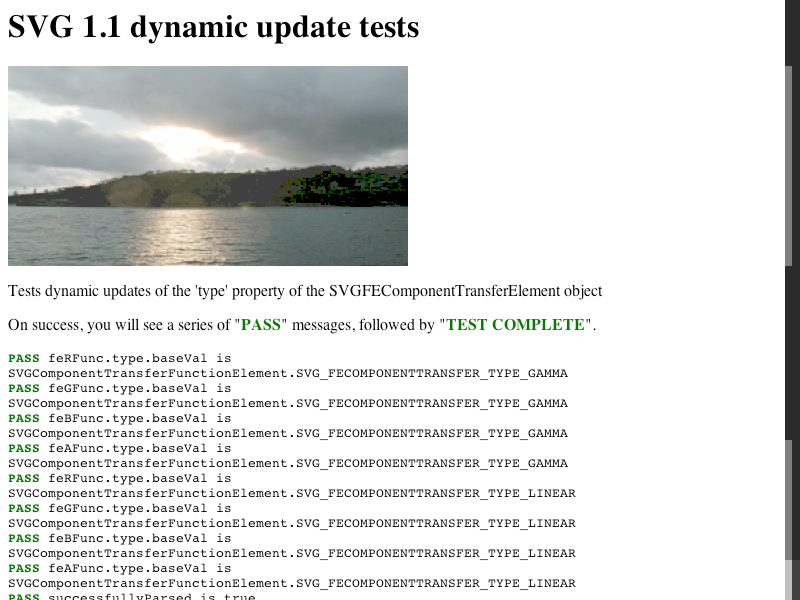 SVG 1.1 dynamic update tests
Tests dynamic updates of the 'type' property of the SVGFEComponentTransferElement object
On success, you will see a series of "PASS" messages, followed by "TEST COMPLETE".
PASS feRFunc.type.baseVal is
SVGComponentTransferFunctionElement.SVG_FECOMPONENTTRANSFER_TYPE_GAMMA
PASS feGFunc.type.baseVal is
SVGComponentTransferFunctionElement.SVG_FECOMPONENTTRANSFER_TYPE_GAMMA
PASS feBFunc.type.baseVal is
SVGComponentTransferFunctionElement.SVG_FECOMPONENTTRANSFER_TYPE_GAMMA
PASS feAFunc.type.baseVal is
SVGComponentTransferFunctionElement.SVG_FECOMPONENTTRANSFER_TYPE_GAMMA
PASS feRFunc.type.baseVal is
SVGComponentTransferFunctionElement.SVG_FECOMPONENTTRANSFER_TYPE_LINEAR
PASS feGFunc.type.baseVal is
SVGComponentTransferFunctionElement.SVG_FECOMPONENTTRANSFER_TYPE_LINEAR
PASS feBFunc.type.baseVal is
SVGComponentTransferFunctionElement.SVG_FECOMPONENTTRANSFER_TYPE_LINEAR
PASS feAFunc.type.baseVal is
SVGComponentTransferFunctionElement.SVG_FECOMPONENTTRANSFER_TYPE_LINEAR
PASS successfullyParsed is true